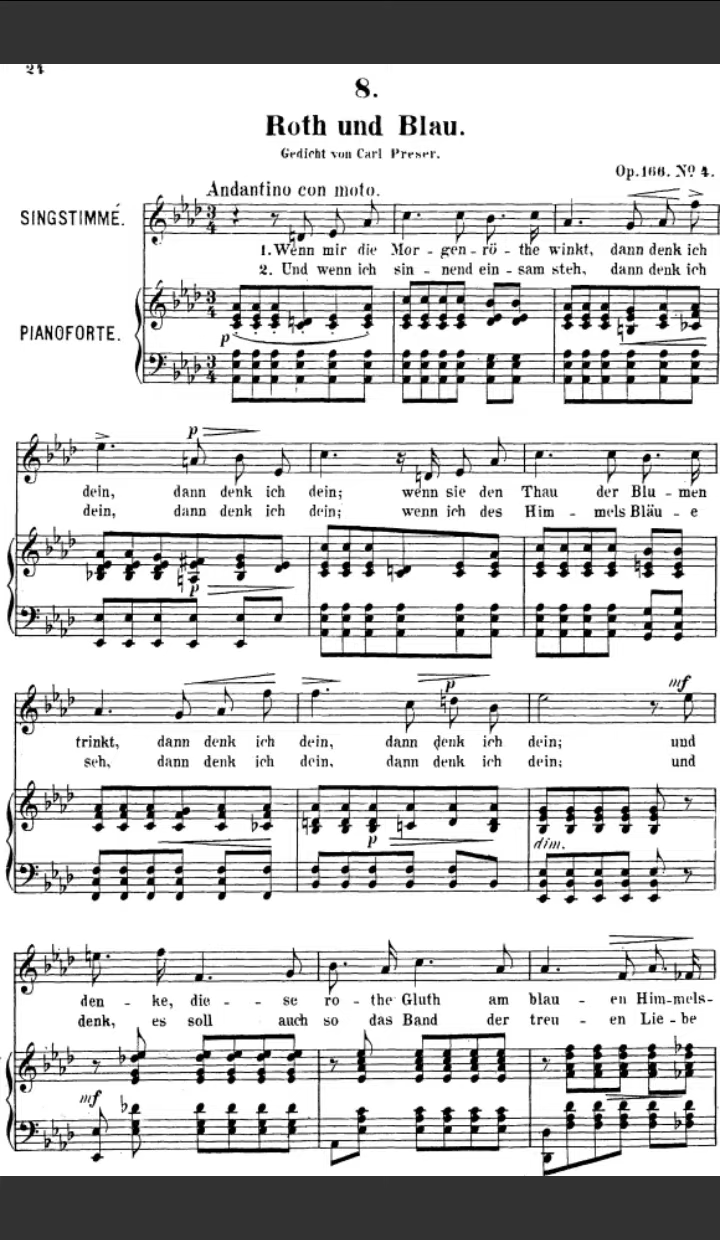 24
8.
Roth und Blau.
Gedicht von Carl Preser.
Op.166. No 4.
Andantino con moto.
SINGSTIMME.
1. Wenn mir die Mor - gen - rö - the winkt, dann denk ich
2. Und wenn ich sin - nend ein - sam steh, dann denk ich
PIANOFORTE.
p
p
dein, dann denk ich dein; wenn sie den Thau der Blu - men
dein, dann denk ich dein; wenn ich des Him - mels Bläu - e
p
mf
p
trinkt, dann denk ich dein, dann denk ich dein; und
seh, dann denk ich dein, dann denk ich dein; und
p
dim.
den - ke, die - se ro - the Gluth am blau - en Himmels-
denk, es soll auch so das Band der treu - en Lie - be
mf